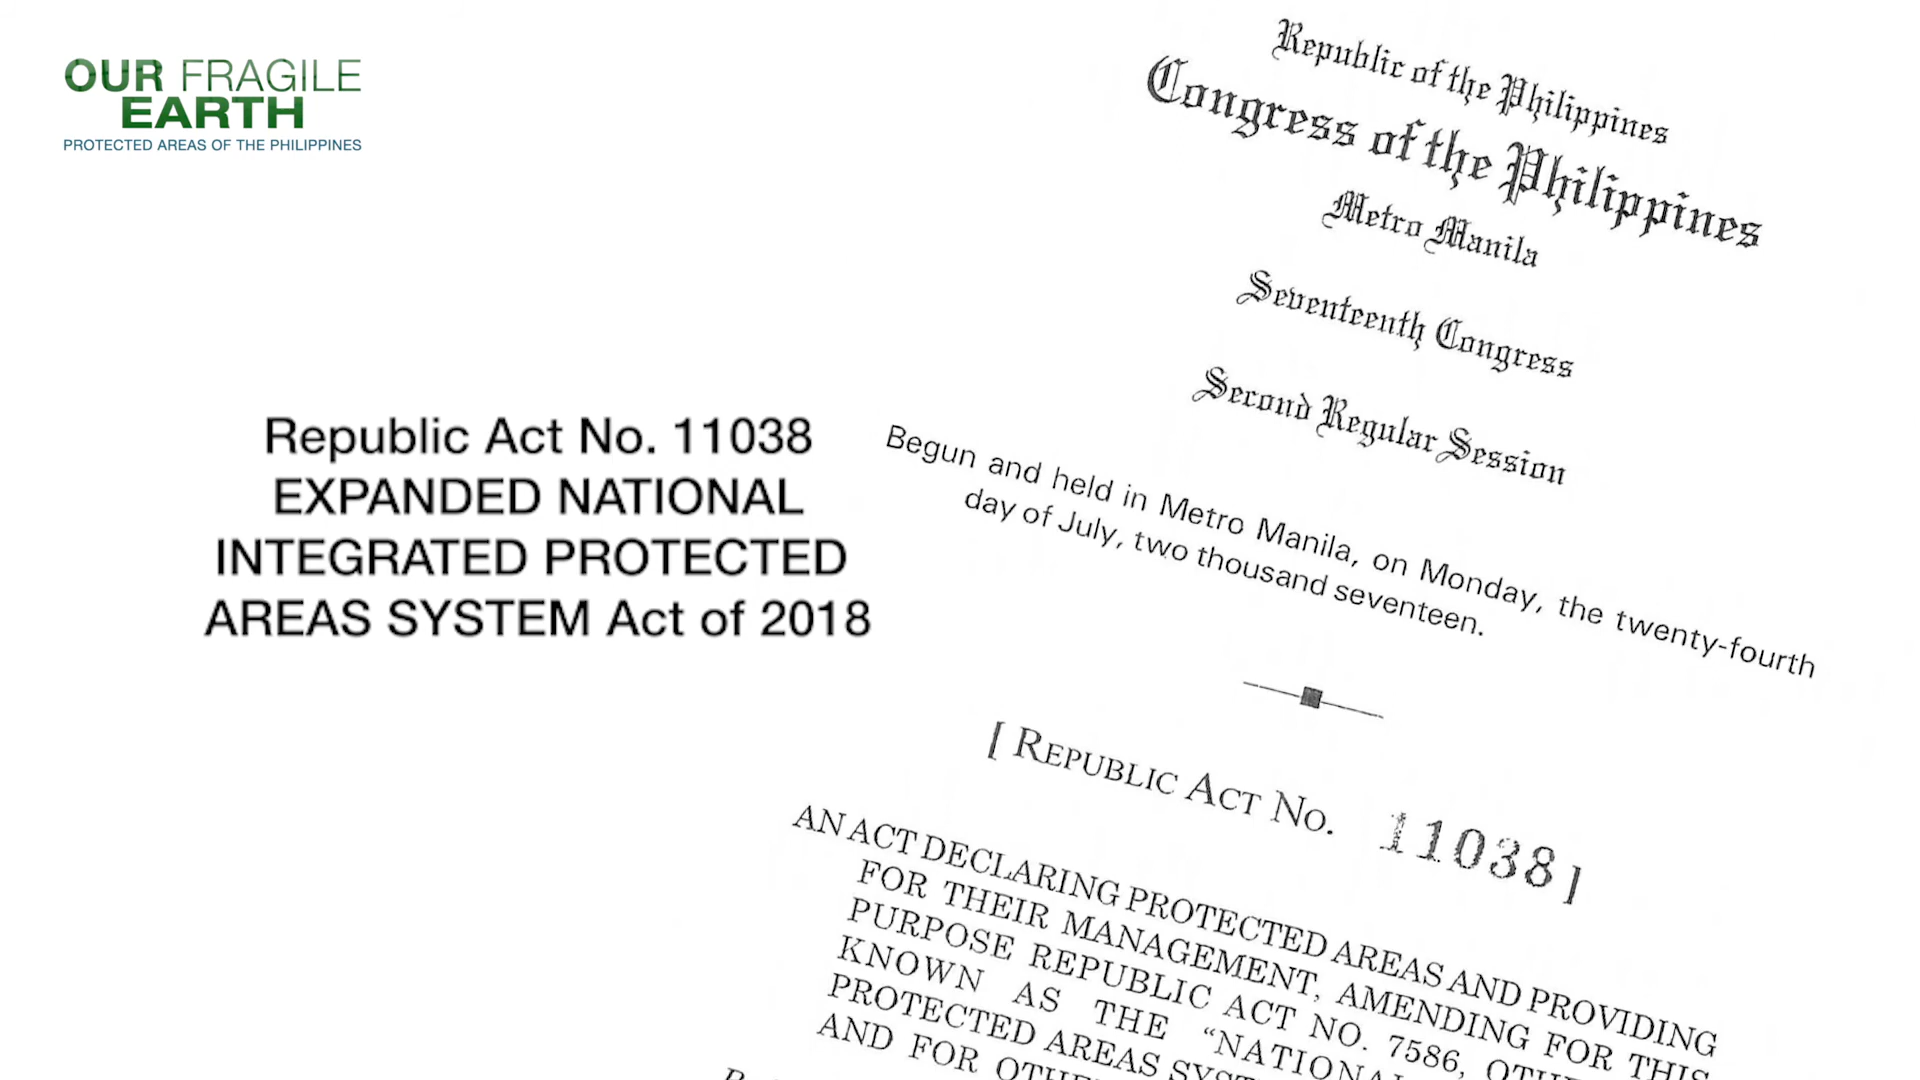 OUR FRAGILE
EARTH
PROTECTED AREAS OF THE PHILIPPINES
Republic Act No. 11038
EXPANDED NATIONAL
INTEGRATED PROTECTED
AREAS SYSTEM Act of 2018
Republic of the Philippines
Congress of the Philippines
Metro Manila
Seventeenth Congress
Second Regular Session
Begun and held in Metro Manila, on Monday, the twenty-fourth
day of July, two thousand seventeen.
[ REPUBLIC ACT NO. 11038 ]
AN ACT DECLARING PROTECTED AREAS AND PROVIDING
FOR THEIR MANAGEMENT, AMENDING FOR THIS
PURPOSE REPUBLIC ACT NO. 7586,
KNOWN AS THE “NATIONAL
PROTECTED AREAS
AND FOR